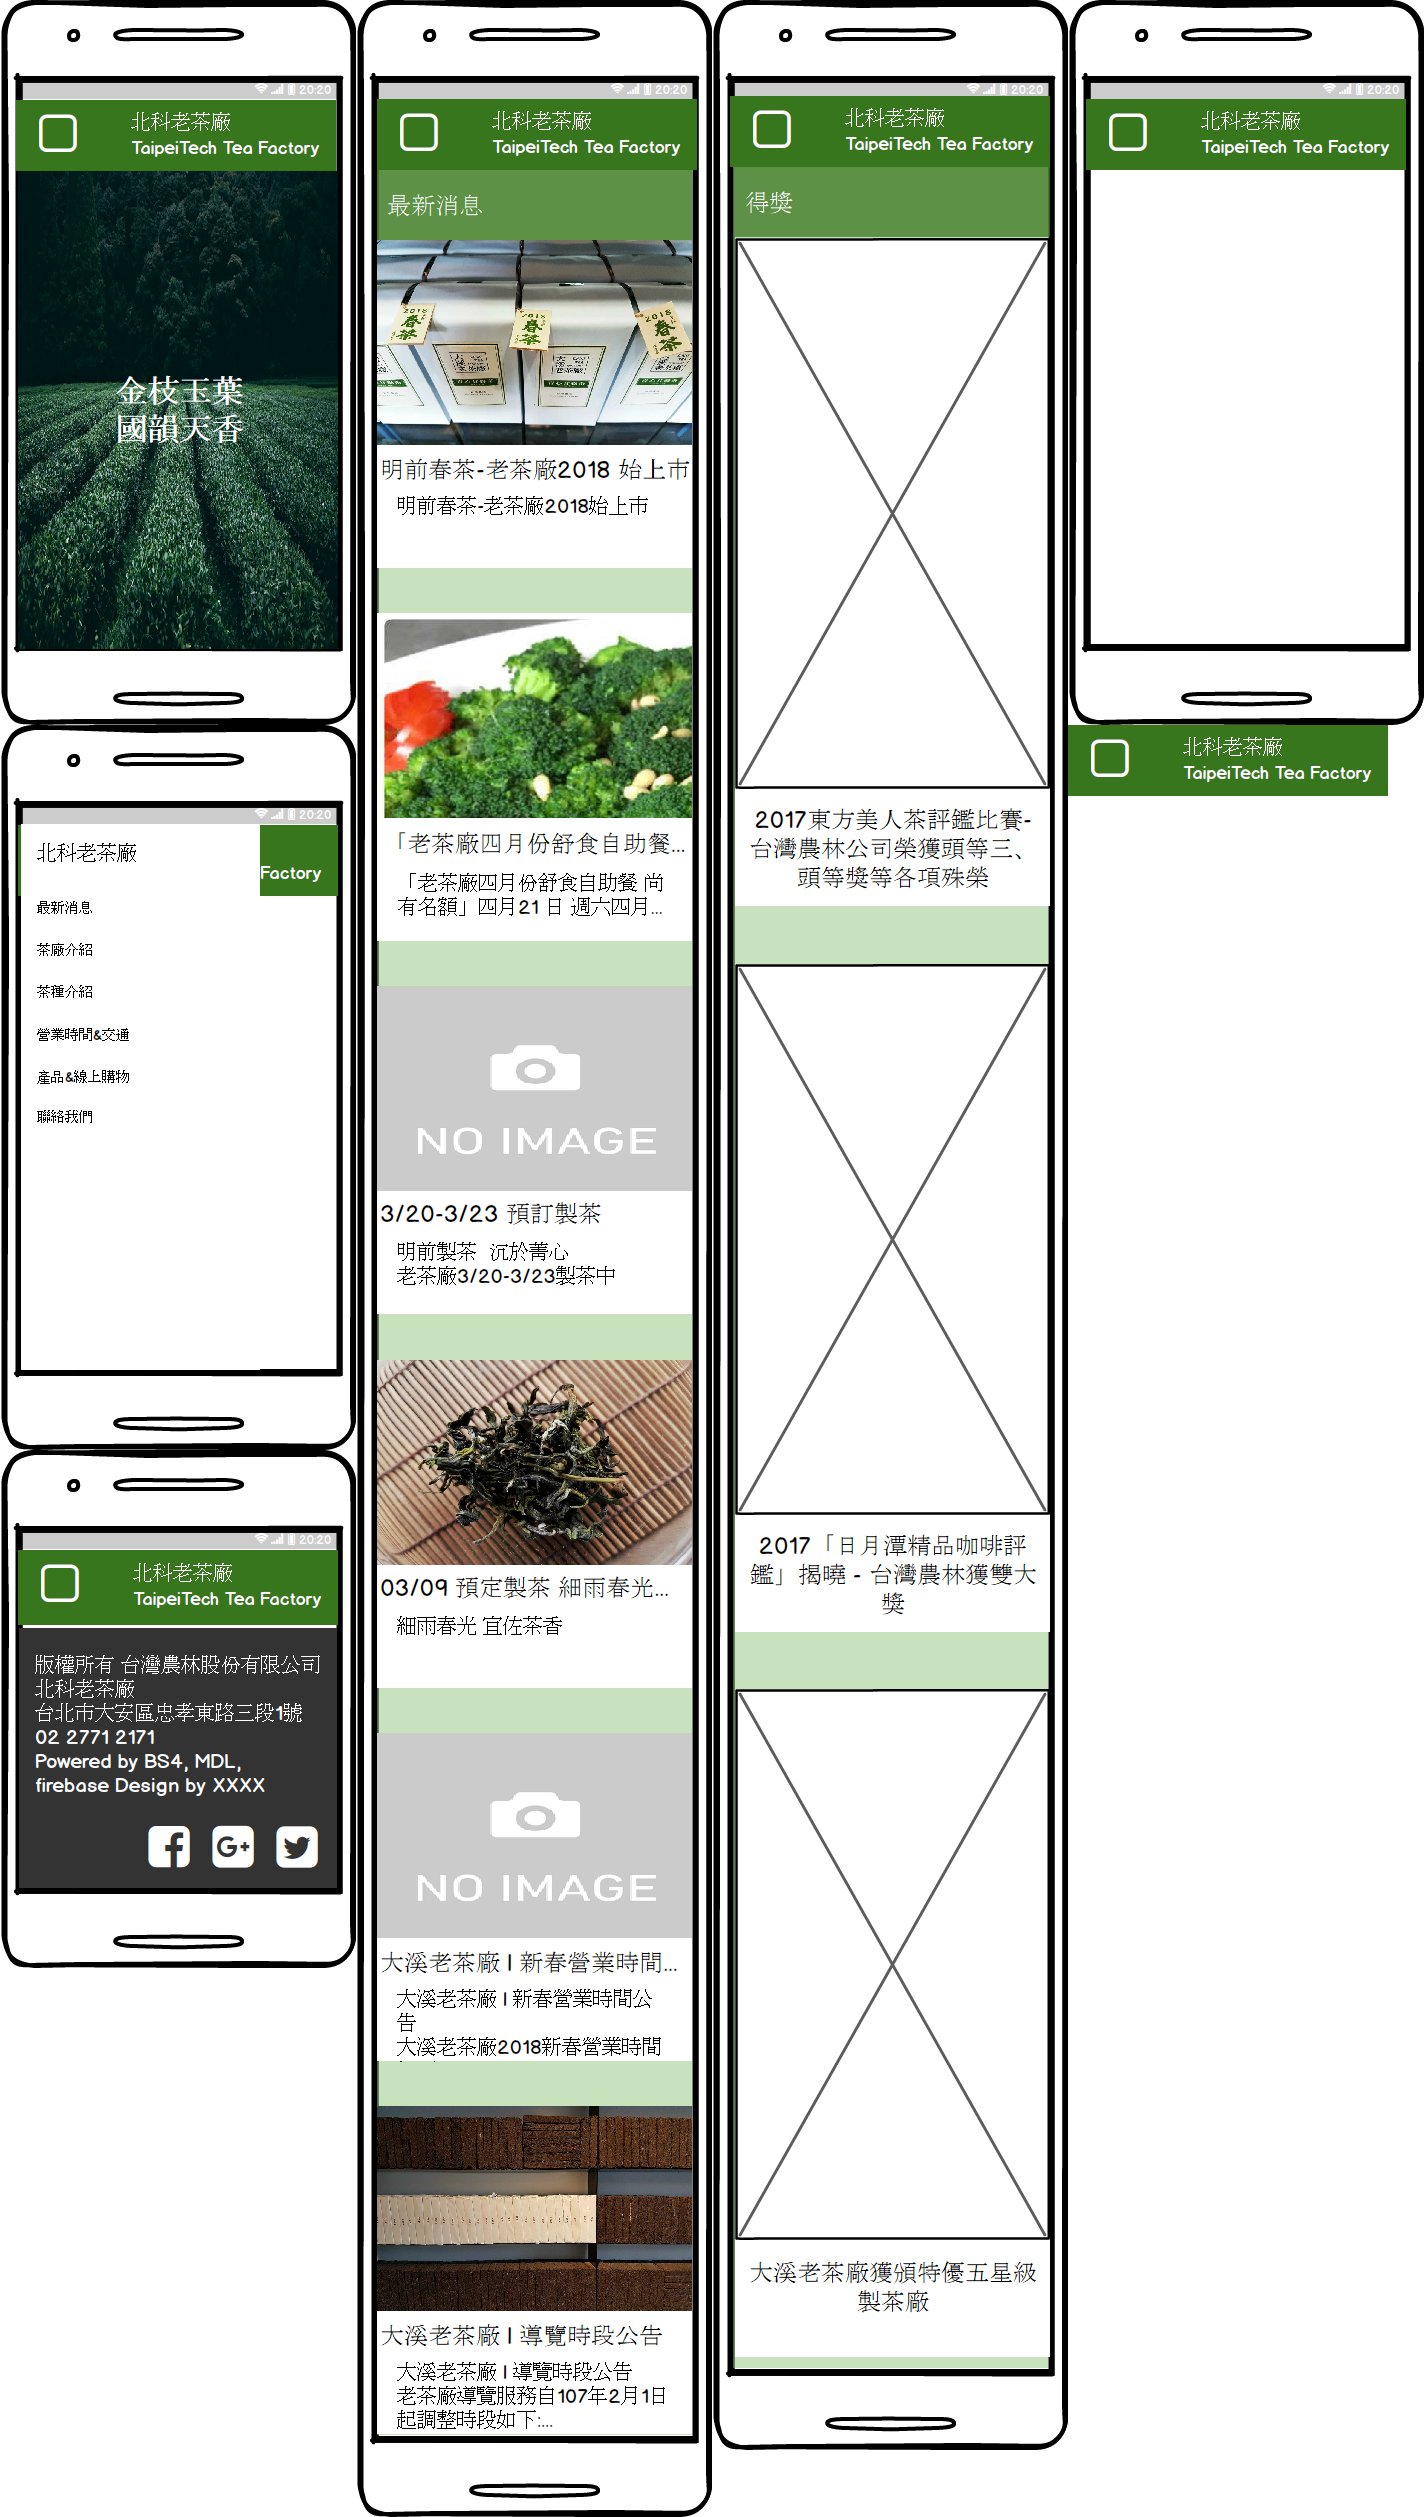 20:20
北科老茶廠
TaipeiTech Tea Factory
金枝玉葉
國韻天香
20:20
北科老茶廠
Factory
最新消息
茶廠介紹
茶種介紹
營業時間&交通
產品&線上購物
聯絡我們
20:20
北科老茶廠
TaipeiTech Tea Factory
版權所有 台灣農林股份有限公司
北科老茶廠
台北市大安區忠孝東路三段1號
02 2771 2171
Powered by BS4, MDL,
firebase Design by XXXX
20:20
北科老茶廠
TaipeiTech Tea Factory
最新消息
2018
春茶
2018
春茶
2018
春茶
明前春茶-老茶廠2018 始上市
明前春茶-老茶廠2018始上市
「老茶廠四月份舒食自助餐...
「老茶廠四月份舒食自助餐 尚
有名額」四月21 日 週六四月...
NO IMAGE
3/20-3/23 預訂製茶
明前製茶 沉於菁心
老茶廠3/20-3/23製茶中
03/09 預定製茶 細雨春光...
細雨春光 宜佐茶香
NO IMAGE
大溪老茶廠 l 新春營業時間...
大溪老茶廠 l 新春營業時間公
告
大溪老茶廠2018新春營業時間
大溪老茶廠 l 導覽時段公告
大溪老茶廠 l 導覽時段公告
老茶廠導覽服務自107年2月1日
起調整時段如下:...
20:20
北科老茶廠
TaipeiTech Tea Factory
得獎
2017東方美人茶評鑑比賽-
台灣農林公司榮獲頭等三、
頭等獎等各項殊榮
2017「日月潭精品咖啡評
鑑」揭曉 - 台灣農林獲雙大
獎
大溪老茶廠獲頒特優五星級
製茶廠
20:20
北科老茶廠
TaipeiTech Tea Factory
北科老茶廠
TaipeiTech Tea Factory